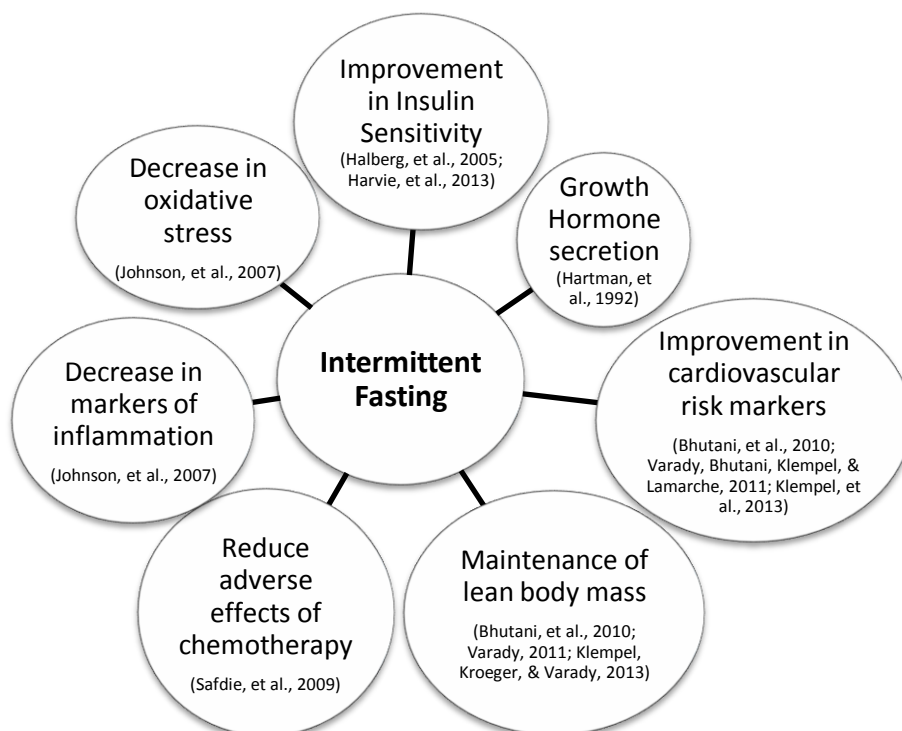 Improvement
in Insulin
Sensitivity
(Halberg, et al., 2005;
Harvie, et al., 2013)
Growth
Hormone
secretion
(Hartman, et
al., 1992)
Improvement in
cardiovascular
risk markers
(Bhutani, et al., 2010;
Varady, Bhutani, Klempel, &
Lamarche, 2011; Klempel, et
al., 2013)
Maintenance of
lean body mass
(Bhutani, et al., 2010;
Varady, 2011; Klempel,
Kroeger, & Varady, 2013)
Reduce
adverse
effects of
chemotherapy
(Safdie, et al., 2009)
Decrease in
markers of
inflammation
(Johnson, et al., 2007)
Decrease in
oxidative
stress
(Johnson, et al., 2007)
Intermittent
Fasting